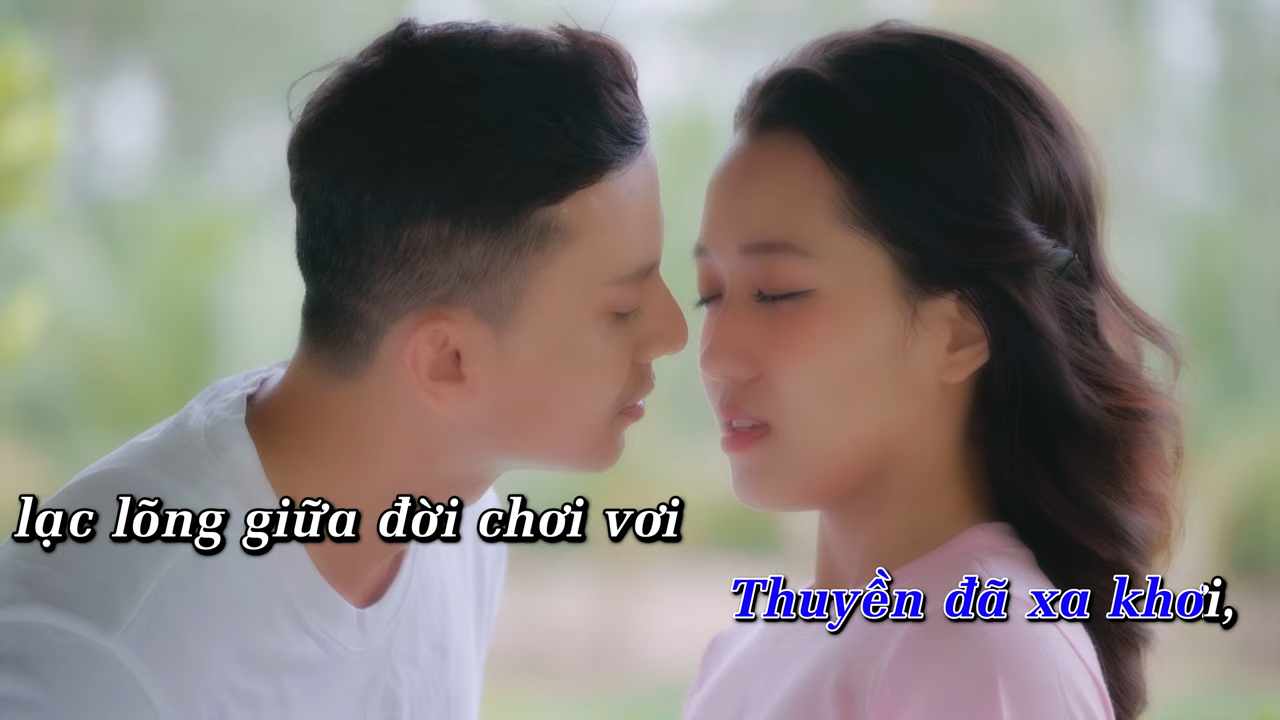 lạc lõng giữa đời chơi vơi
Thuyền đã xa khơi,